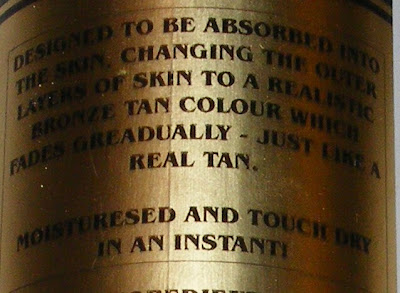 DESIGNED TO BE ABSORBED INTO
THE SKIN, CHANGING THE OUTER
LAYERS OF SKIN TO A REALISTIC
BRONZE TAN COLOUR WHICH
FADES GREADUALLY - JUST LIKE A
REAL TAN.
MOISTURESED AND TOUCH DRY
IN AN INSTANT!